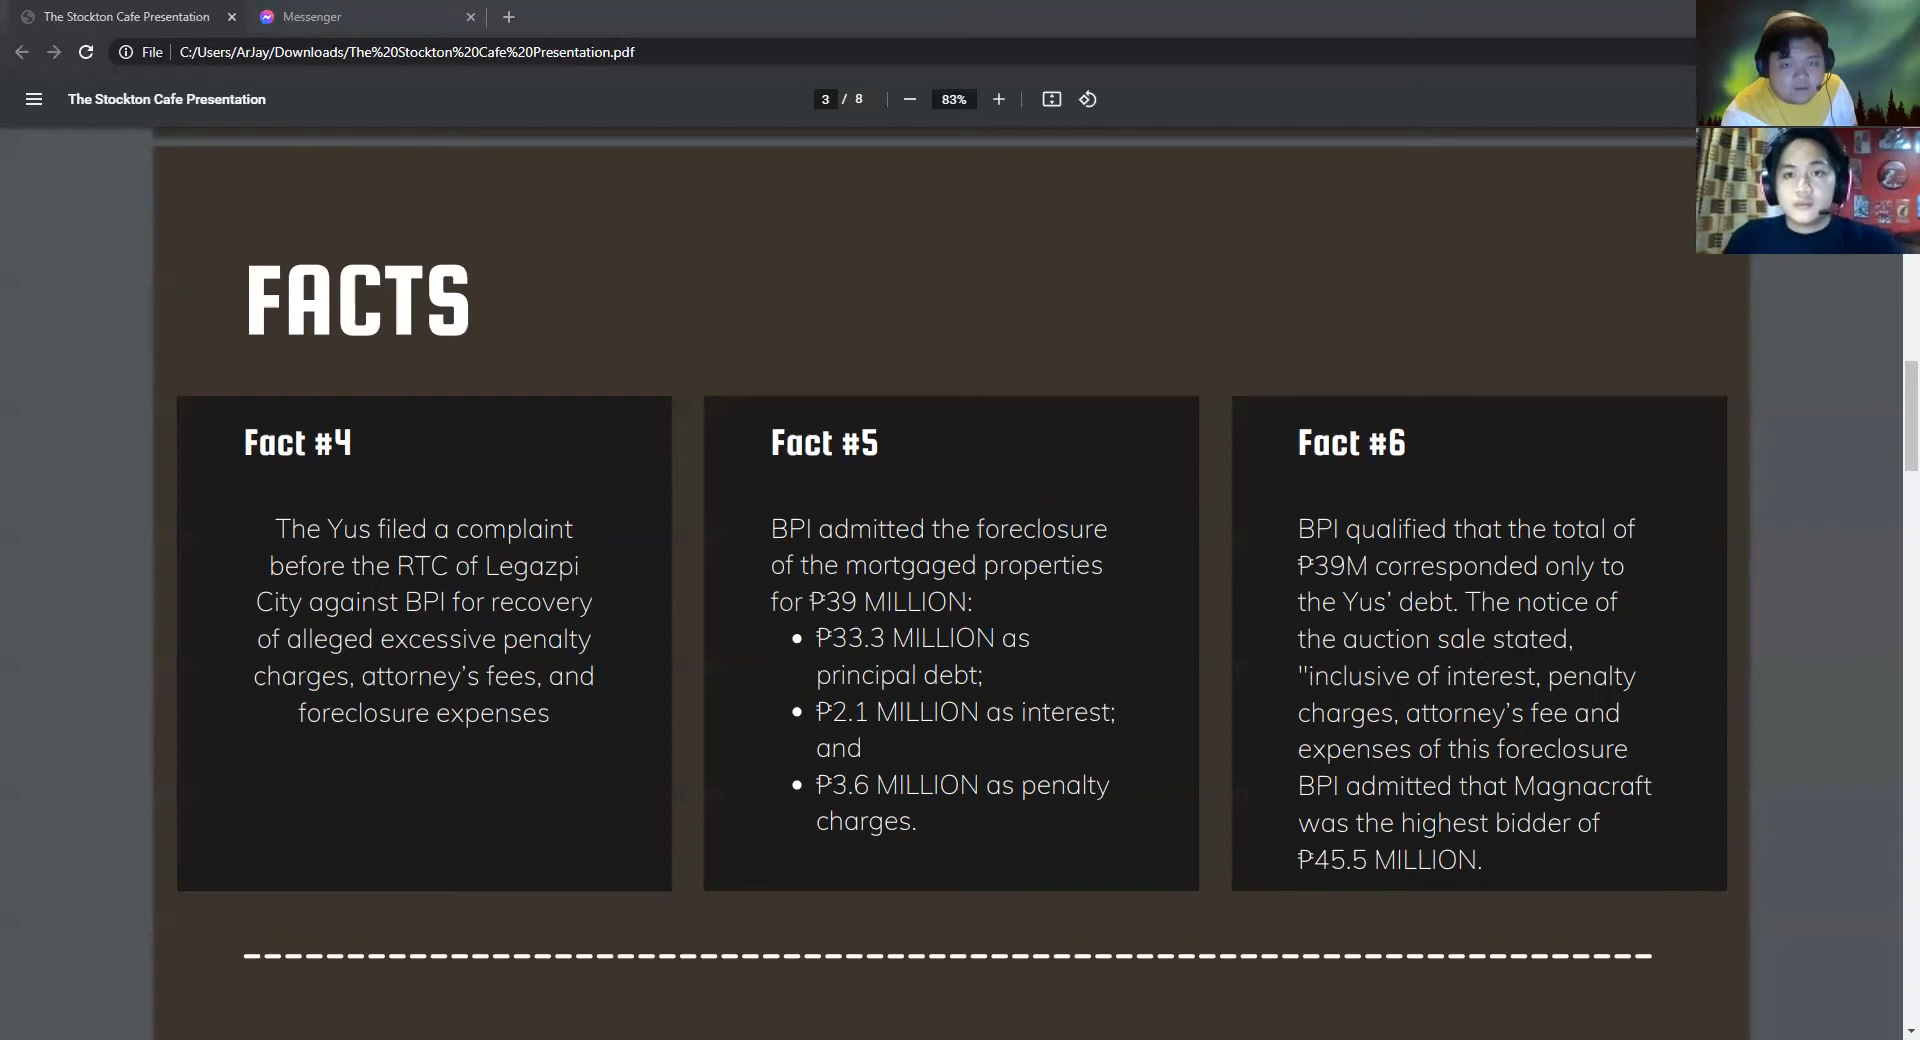 The Stockton Cafe Presentation
Messenger
File
C:/Users/ArJay/Downloads/The%20Stockton%20Cafe%20Presentation.pdf
The Stockton Cafe Presentation
3 / 8
83%
FACTS
Fact #4
The Yus filed a complaint
before the RTC of Legazpi
City against BPI for recovery
of alleged excessive penalty
charges, attorney’s fees, and
foreclosure expenses
Fact #5
BPI admitted the foreclosure
of the mortgaged properties
for ₱39 MILLION:
• ₱33.3 MILLION as
principal debt;
• ₱2.1 MILLION as interest;
and
• ₱3.6 MILLION as penalty
charges.
Fact #6
BPI qualified that the total of
₱39M corresponded only to
the Yus’ debt. The notice of
the auction sale stated,
"inclusive of interest, penalty
charges, attorney’s fee and
expenses of this foreclosure
BPI admitted that Magnacraft
was the highest bidder of
₱45.5 MILLION.